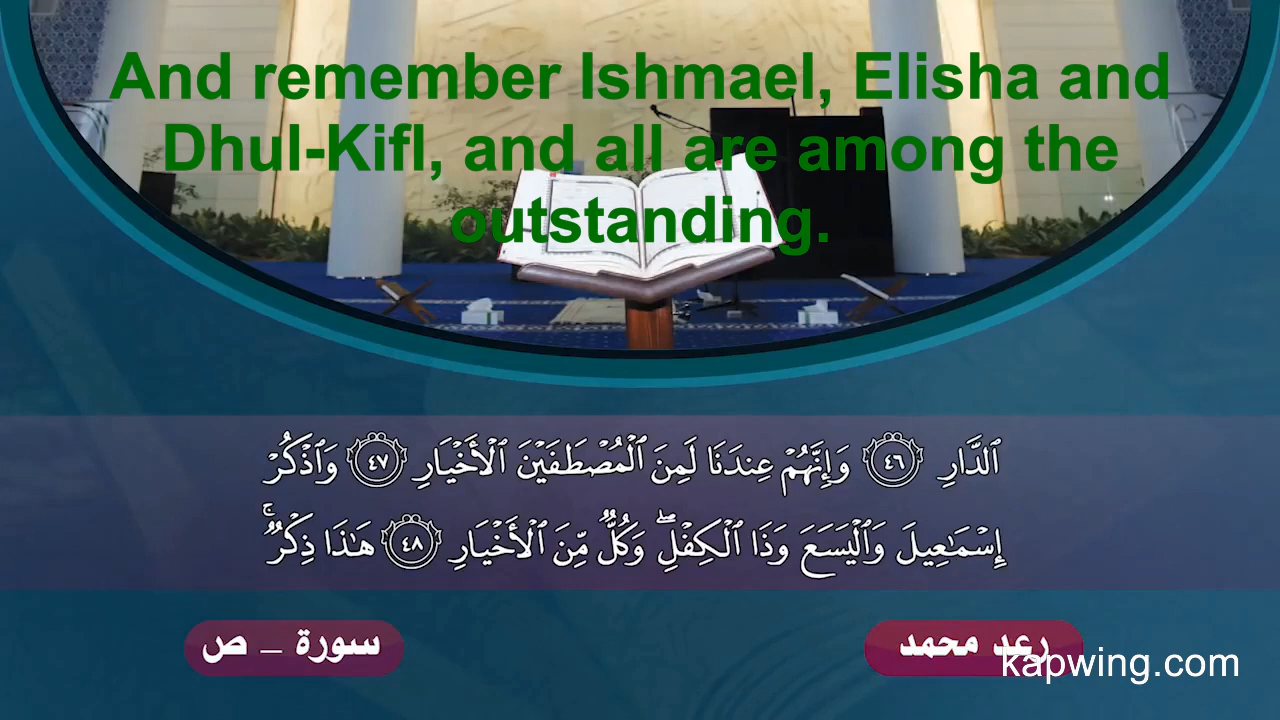 And remember Ishmael, Elisha and
Dhul-Kifl, and all are among the
outstanding.
ٱلدَّارِ ٤٦ وَإِنَّهُمۡ عِندَنَا لَمِنَ ٱلۡمُصۡطَفَيۡنَ ٱلۡأَخۡيَارِ ٤٧ وَٱذۡكُرۡ
إِسۡمَٰعِيلَ وَٱلۡيَسَعَ وَذَا ٱلۡكِفۡلِۖ وَكُلّٞ مِّنَ ٱلۡأَخۡيَارِ ٤٨ هَٰذَا ذِكۡرٞۚ
رعد محمد
سورة – ص
kapwing.com